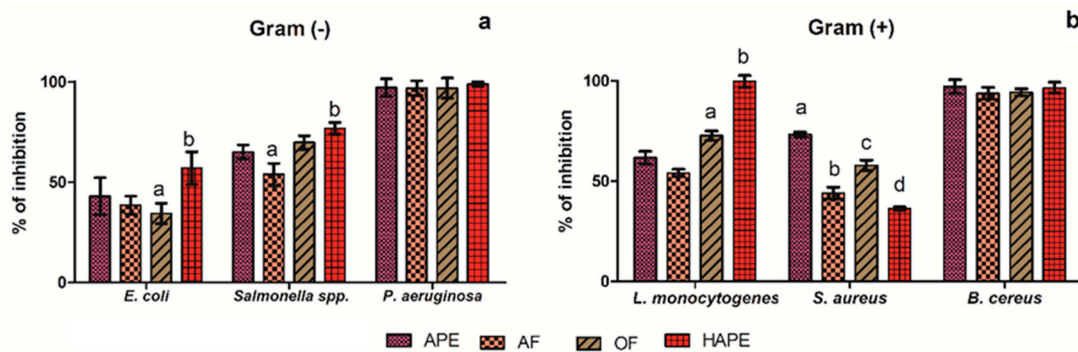 Gram (-)
a
% of inhibition
100
50
0
a
b
a
b
E. coli
Salmonella spp.
P. aeruginosa
Gram (+)
b
% of inhibition
100
50
0
a
b
a
b
c
d
L. monocytogenes
S. aureus
B. cereus
APE
AF
OF
HAPE